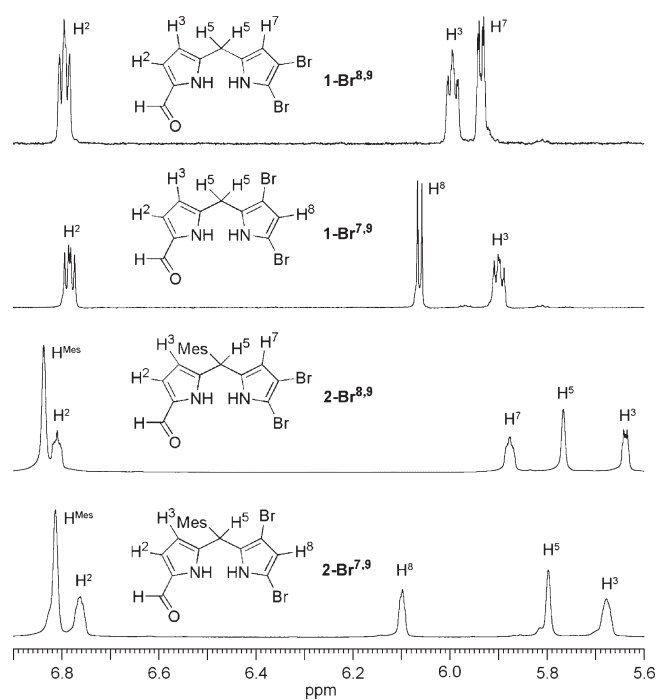 H² H³ H² H⁵ H⁵ H⁷ NH HN Br Br H O 1-Br⁸,⁹ H³ H⁷
H² H³ H² H⁵ H⁵ Br H⁸ NH HN Br H O 1-Br⁷,⁹ H⁸ H³
Hᴹᵉˢ H² H³ Mes H⁵ H⁷ H² NH HN Br Br H O 2-Br⁸,⁹ H⁷ H⁵ H³
Hᴹᵉˢ H² H³ Mes H⁵ Br H² NH HN H⁸ Br H O 2-Br⁷,⁹ H⁸ H⁵ H³
6.8 6.6 6.4 6.2 6.0 5.8 5.6
ppm